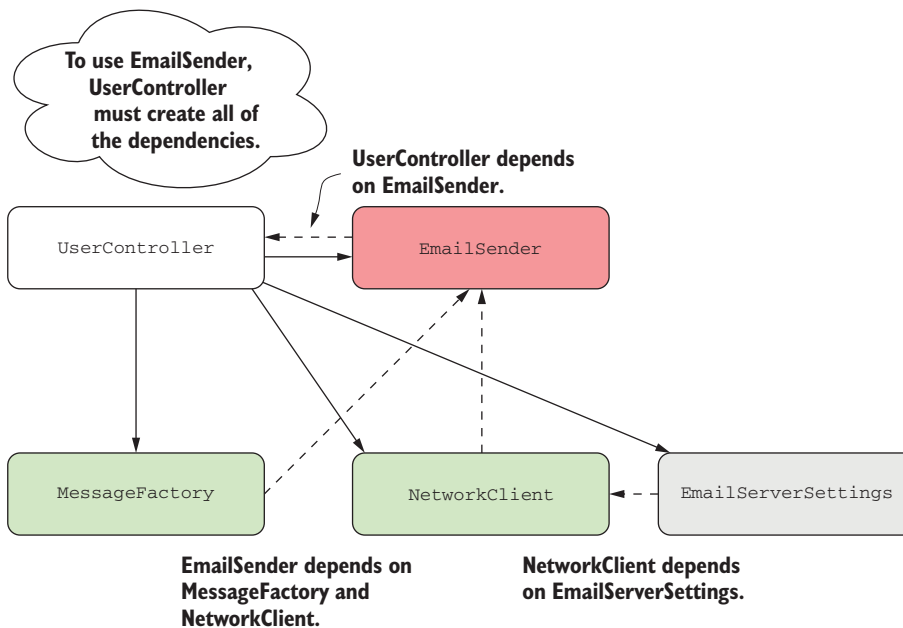 To use EmailSender,
UserController
must create all of
the dependencies.
UserController depends
on EmailSender.
UserController
EmailSender
MessageFactory
NetworkClient
EmailServerSettings
EmailSender depends on
MessageFactory and
NetworkClient.
NetworkClient depends
on EmailServerSettings.